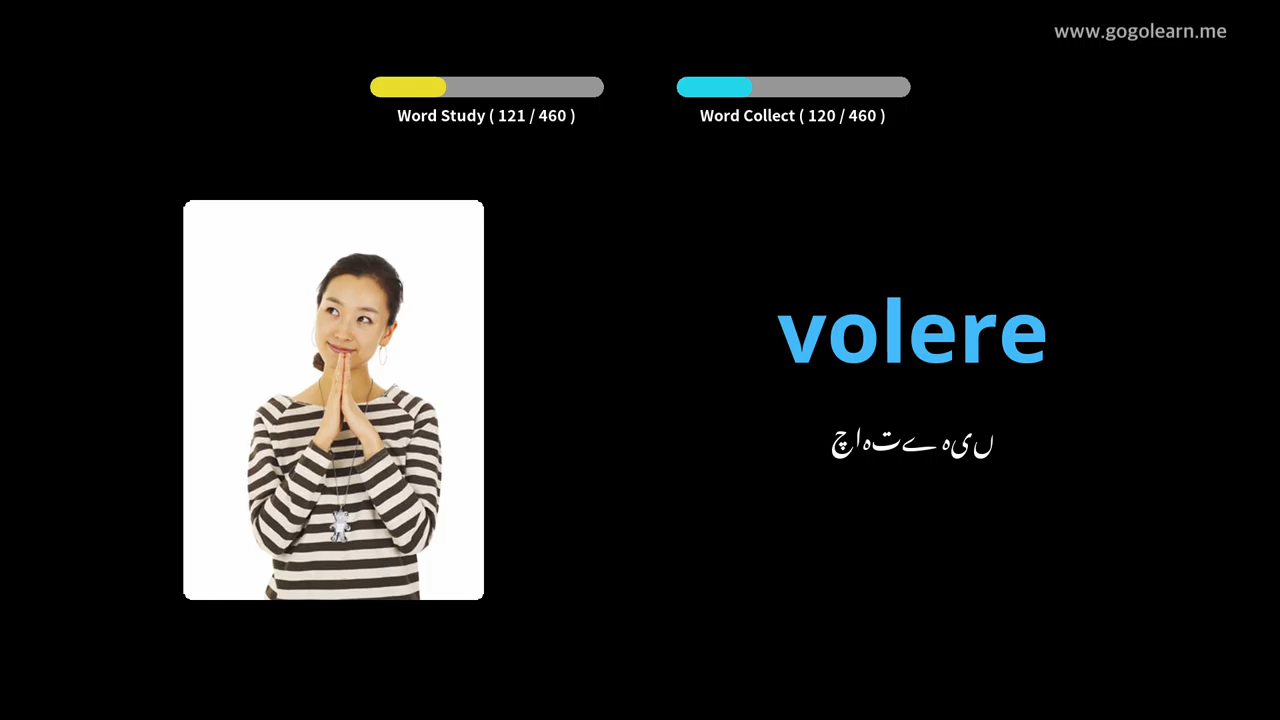 www.gogolearn.me
Word Study ( 121 / 460 )
Word Collect ( 120 / 460 )
volere
چاہتے ہیں